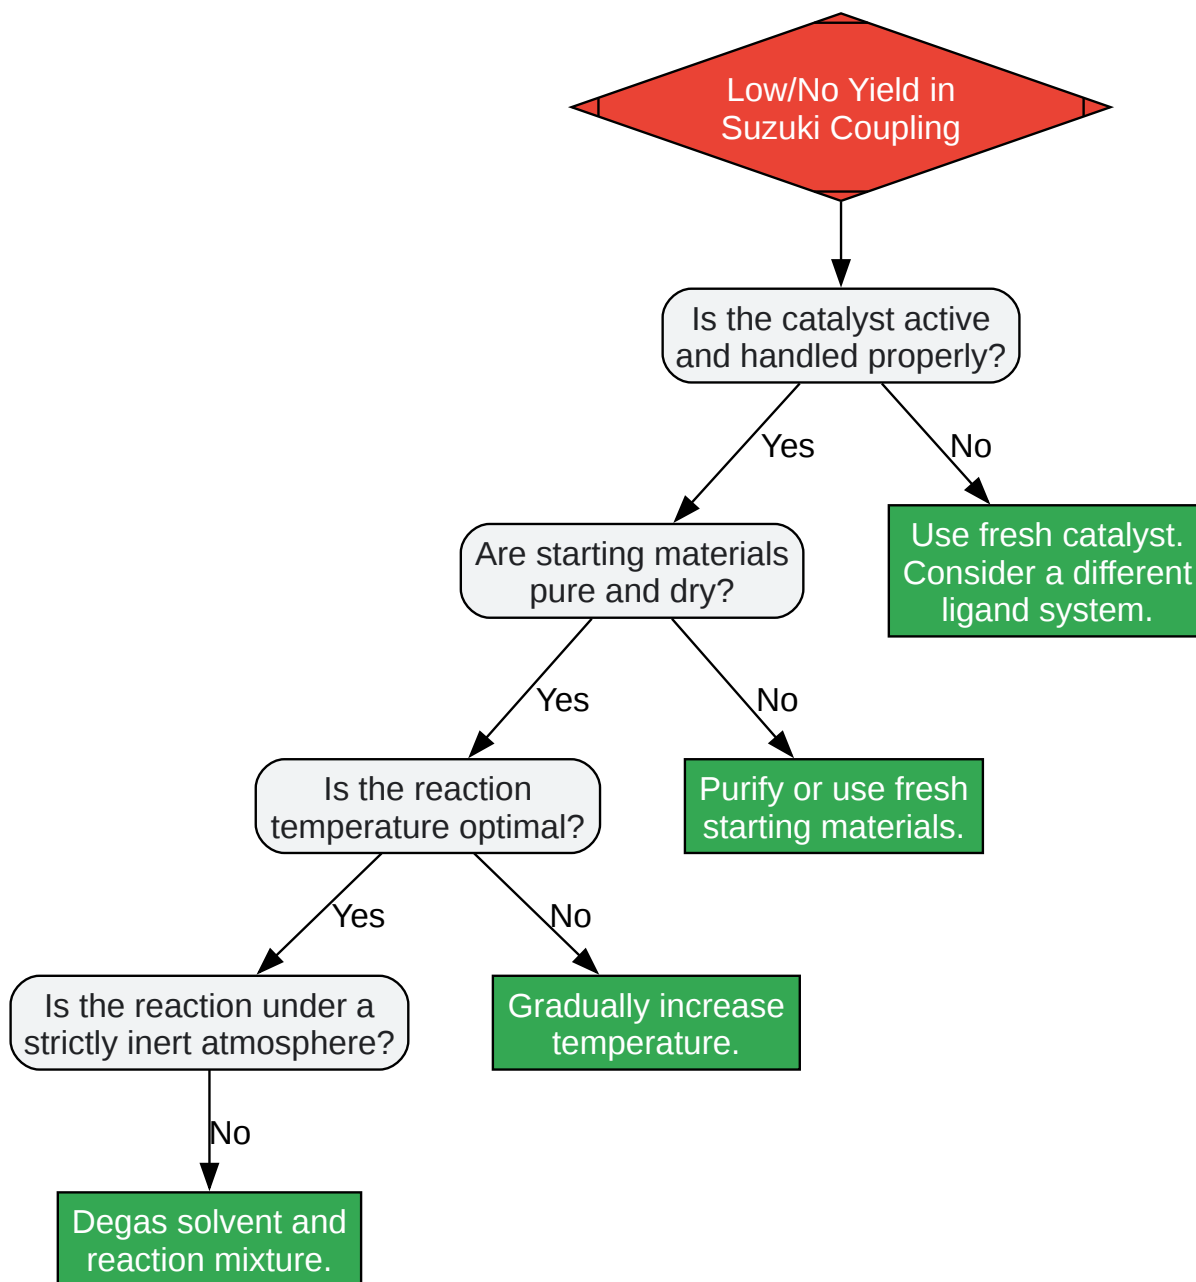 Low/No Yield in
Suzuki Coupling
Is the catalyst active
and handled properly?
Yes
No
Use fresh catalyst.
Consider a different
ligand system.
Are starting materials
pure and dry?
Yes
No
Purify or use fresh
starting materials.
Is the reaction
temperature optimal?
Yes
No
Gradually increase
temperature.
Is the reaction under a
strictly inert atmosphere?
No
Degas solvent and
reaction mixture.